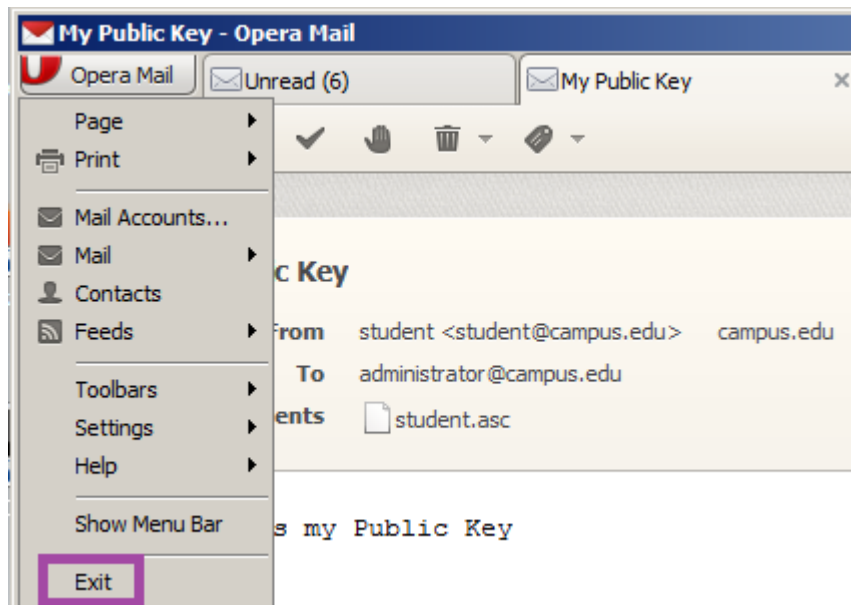 My Public Key - Opera Mail
Opera Mail
Unread (6)
My Public Key
Page
Print
Mail Accounts...
Mail
Contacts
Feeds
Toolbars
Settings
Help
Show Menu Bar
Exit
c Key
From student <student@campus.edu> campus.edu
To administrator@campus.edu
ents student.asc
s my Public Key